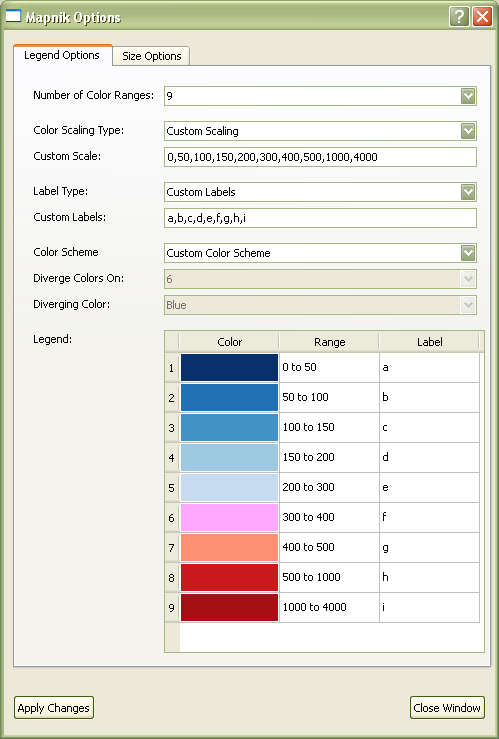 Mapnik Options
Legend Options Size Options
Number of Color Ranges: 9
Color Scaling Type: Custom Scaling
Custom Scale: 0,50,100,150,200,300,400,500,1000,4000
Label Type: Custom Labels
Custom Labels: a,b,c,d,e,f,g,h,i
Color Scheme Custom Color Scheme
Diverge Colors On: 6
Diverging Color: Blue
Legend:
Color Range Label
1 0 to 50 a
2 50 to 100 b
3 100 to 150 c
4 150 to 200 d
5 200 to 300 e
6 300 to 400 f
7 400 to 500 g
8 500 to 1000 h
9 1000 to 4000 i
Apply Changes Close Window